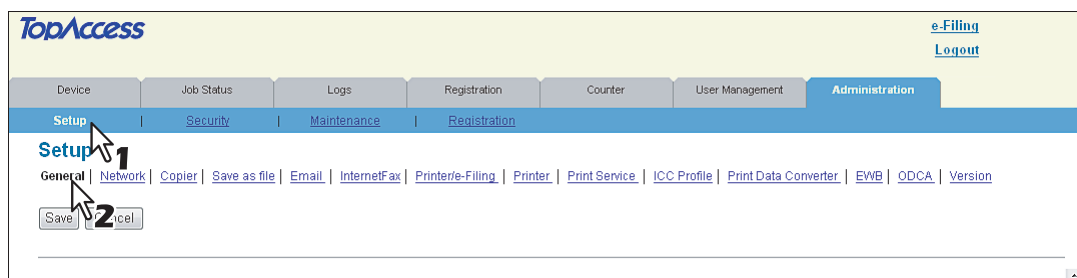 TopAccess
e-Filing
Logout
Device Job Status Logs Registration Counter User Management Administration
Setup | Security | Maintenance | Registration
Setup 1
General | Network | Copier | Save as file | Email | InternetFax | Printer/e-Filing | Printer | Print Service | ICC Profile | Print Data Converter | EWB | ODCA | Version
Save 2 ncel